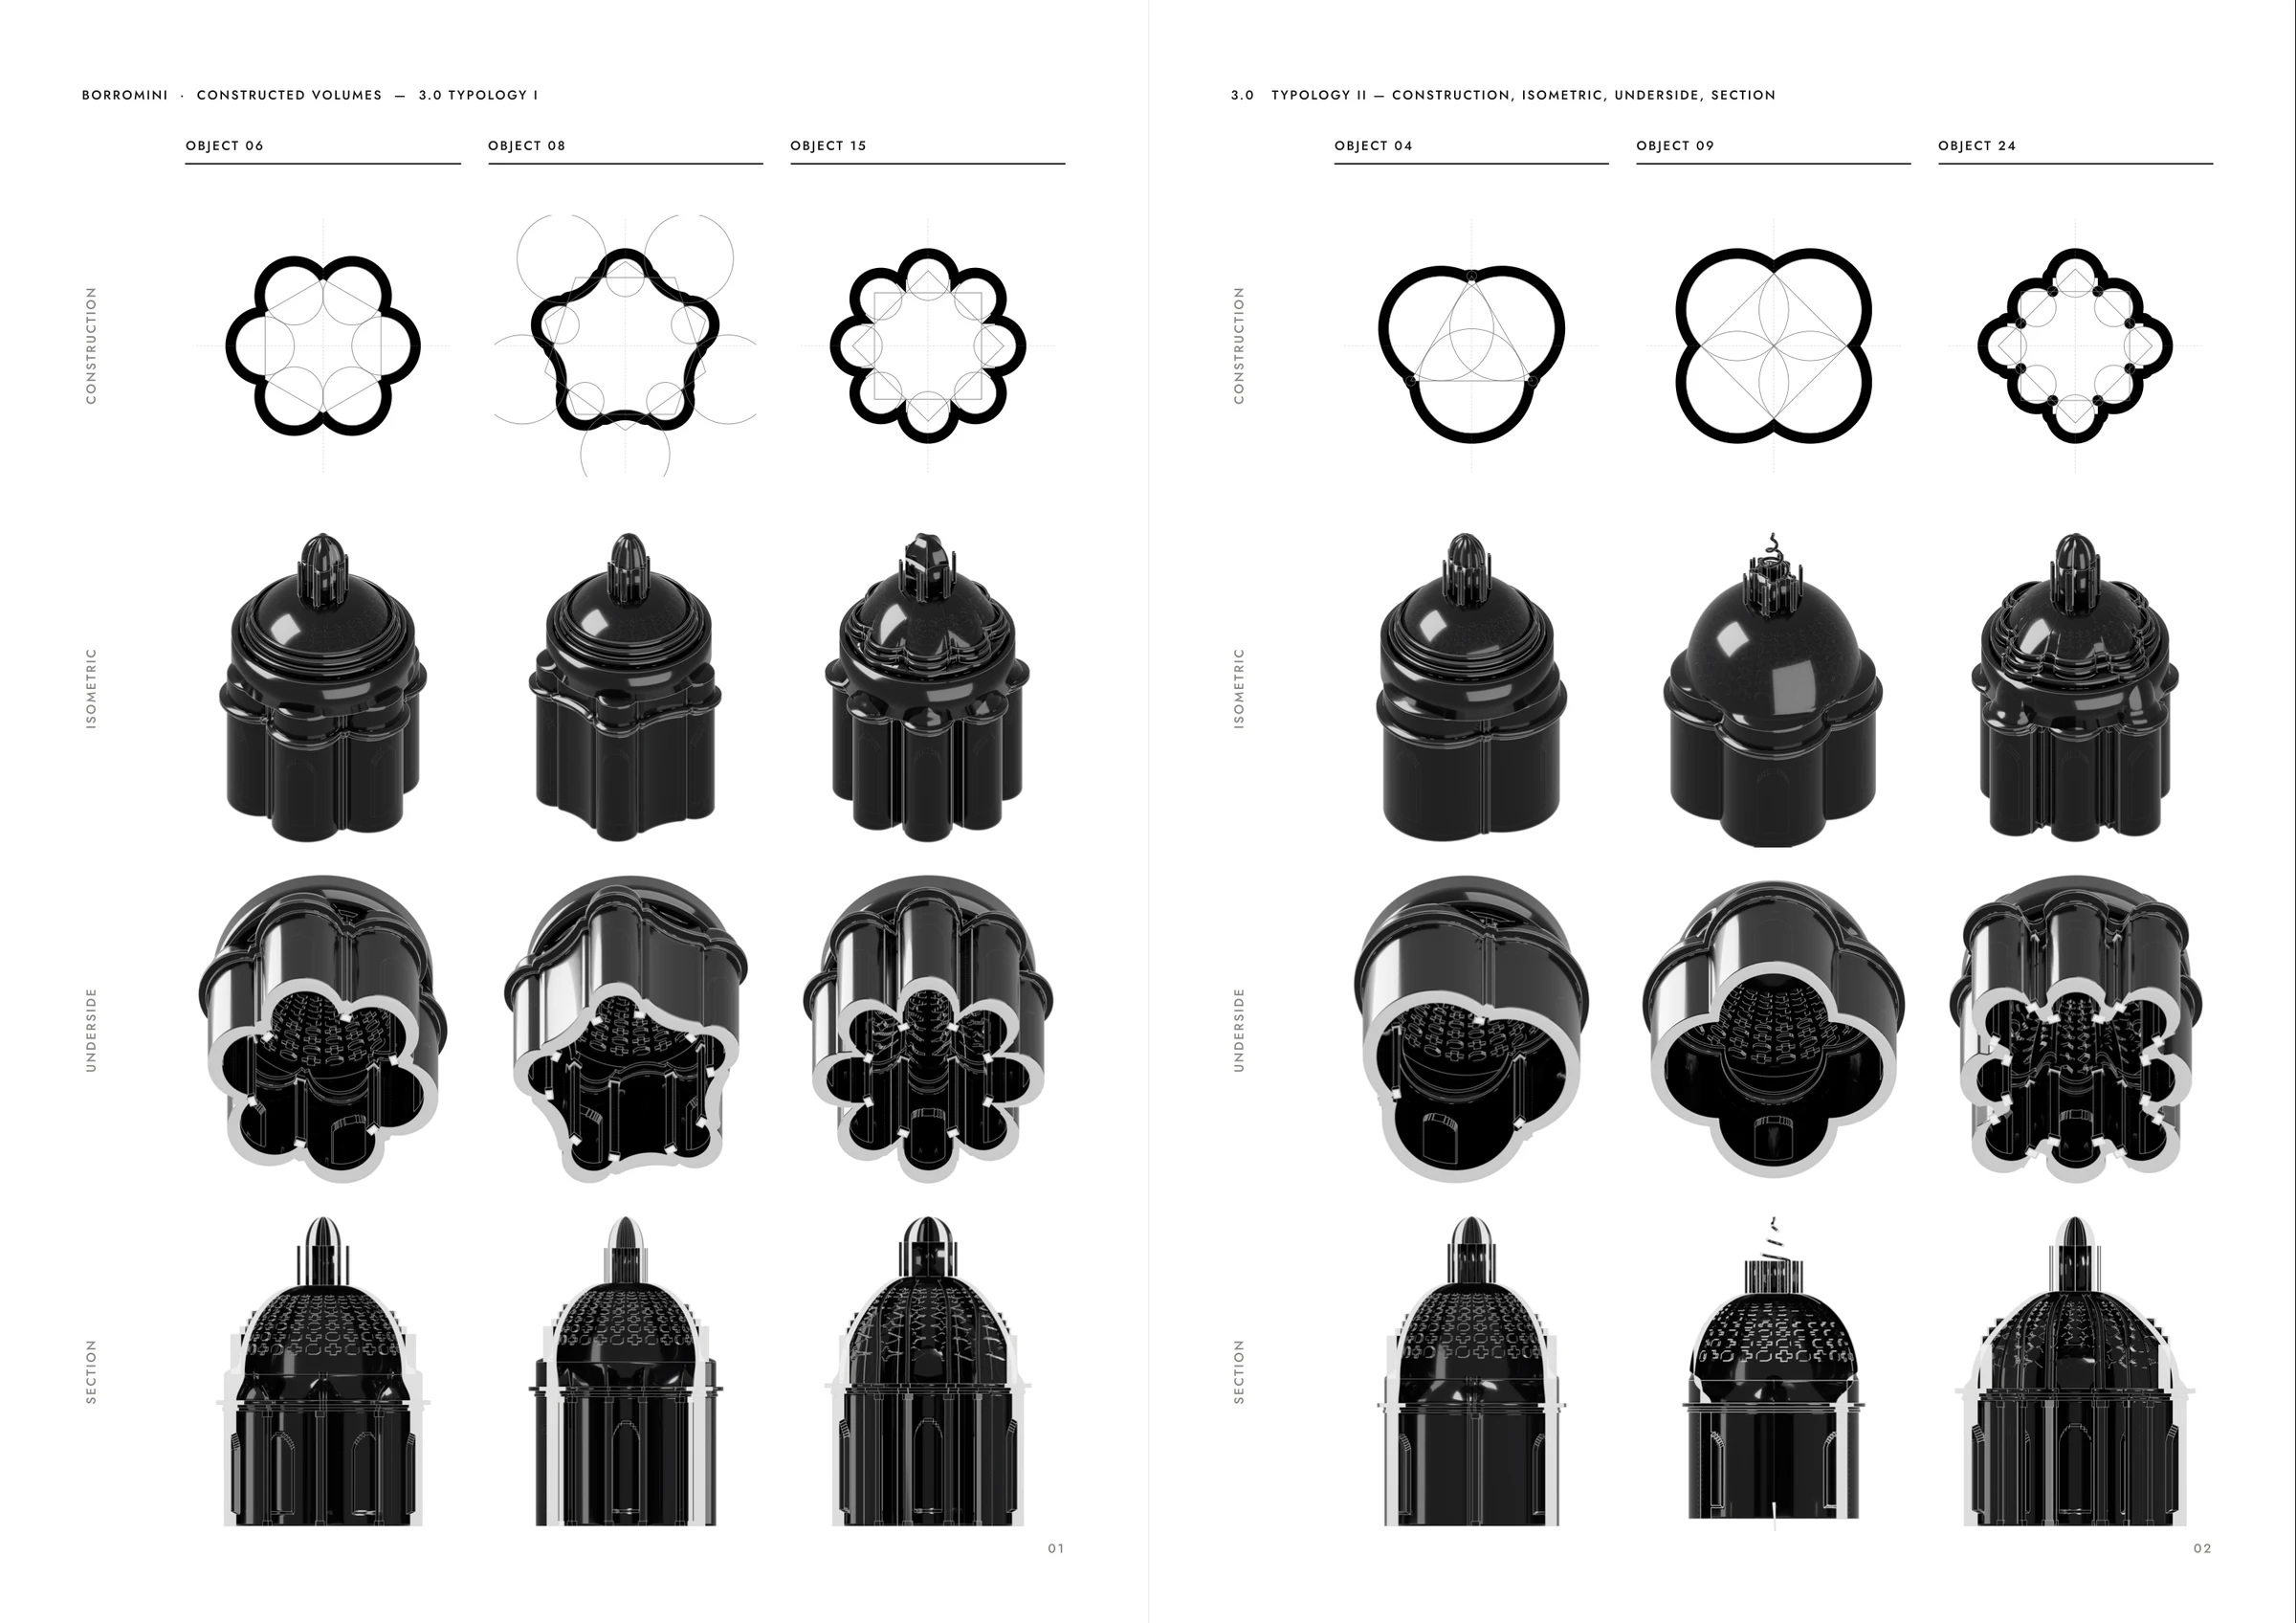 BORROMINI · CONSTRUCTED VOLUMES — 3.0 TYPOLOGY I
OBJECT 06
OBJECT 08
OBJECT 15
CONSTRUCTION
ISOMETRIC
UNDERSIDE
SECTION
01
3.0 TYPOLOGY II — CONSTRUCTION, ISOMETRIC, UNDERSIDE, SECTION
OBJECT 04
OBJECT 09
OBJECT 24
CONSTRUCTION
ISOMETRIC
UNDERSIDE
SECTION
02